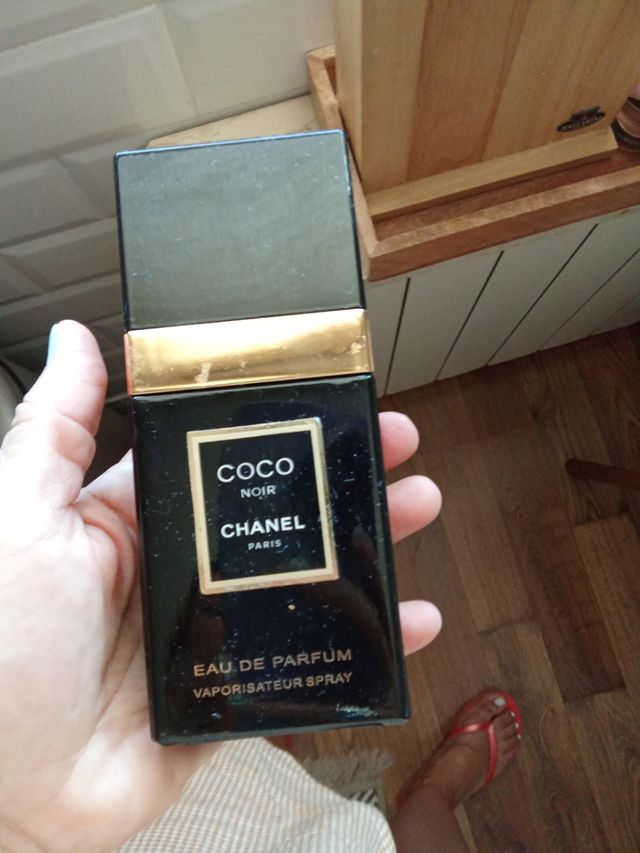 COCO
NOIR
CHANEL
PARIS
EAU DE PARFUM
VAPORISATEUR SPRAY